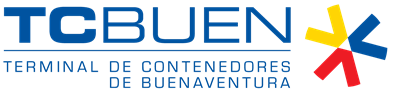 TCBUEN
TERMINAL DE CONTENEDORES
DE BUENAVENTURA